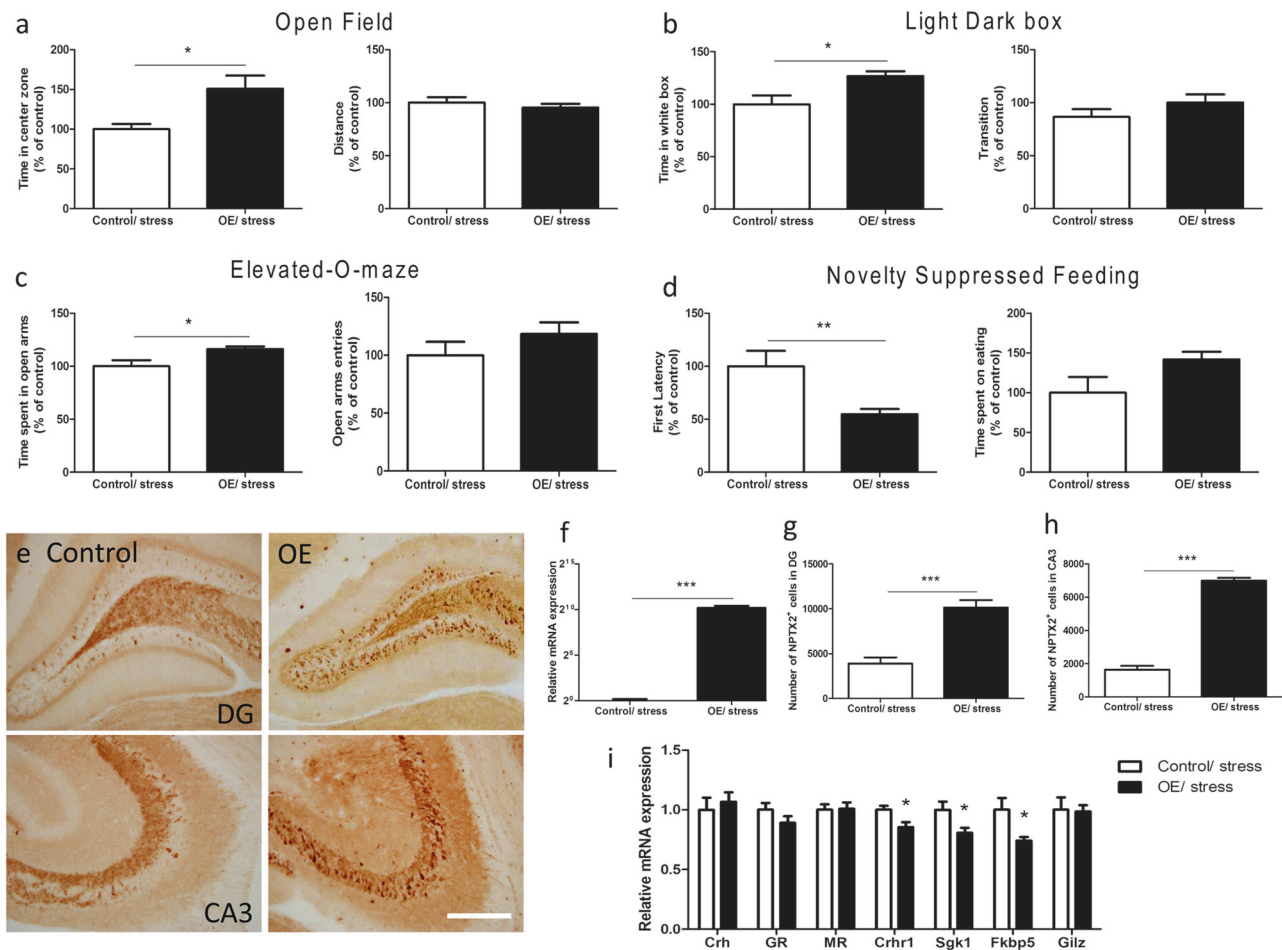 a
Open Field
Time in center zone
(% of control)
200
150
100
50
0
*
Control/ stress
OE/ stress
Distance
(% of control)
150
100
50
0
Control/ stress
OE/ stress
b
Light Dark box
Time in white box
(% of control)
150
100
50
0
*
Control/ stress
OE/ stress
Transition
(% of control)
150
100
50
0
Control/ stress
OE/ stress
c
Elevated-O-maze
Time spent in open arms
(% of control)
150
100
50
0
*
Control/ stress
OE/ stress
Open arms entries
(% of control)
150
100
50
0
Control/ stress
OE/ stress
d
Novelty Suppressed Feeding
First Latency
(% of control)
150
100
50
0
**
Control/ stress
OE/ stress
Time spent on eating
(% of control)
200
150
100
50
0
Control/ stress
OE/ stress
e Control
OE
DG
CA3
f
Relative mRNA expression
2^15
2^10
2^5
2^0
***
Control/ stress
OE/ stress
g
Number of NPTX2+ cells in DG
15000
10000
5000
0
***
Control/ stress
OE/ stress
h
Number of NPTX2+ cells in CA3
8000
6000
4000
2000
0
***
Control/ stress
OE/ stress
i
Relative mRNA expression
1.5
1.0
0.5
0.0
* * *
Crh GR MR Crhr1 Sgk1 Fkbp5 Gilz
Control/ stress
OE/ stress